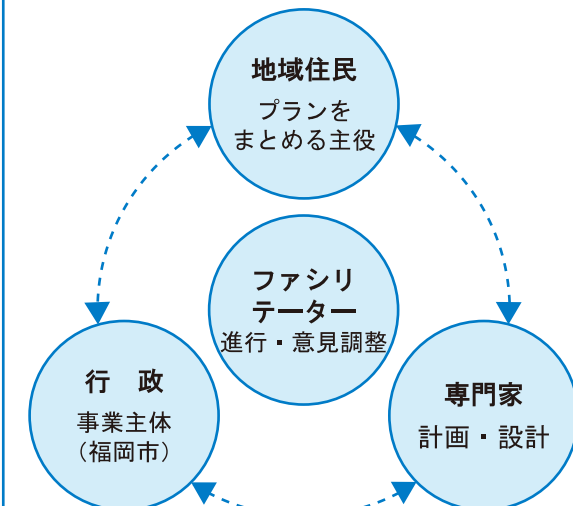 地域住民
プランを
まとめる主役
ファシリ
テーター
進行・意見調整
行　政
事業主体
（福岡市）
専門家
計画・設計